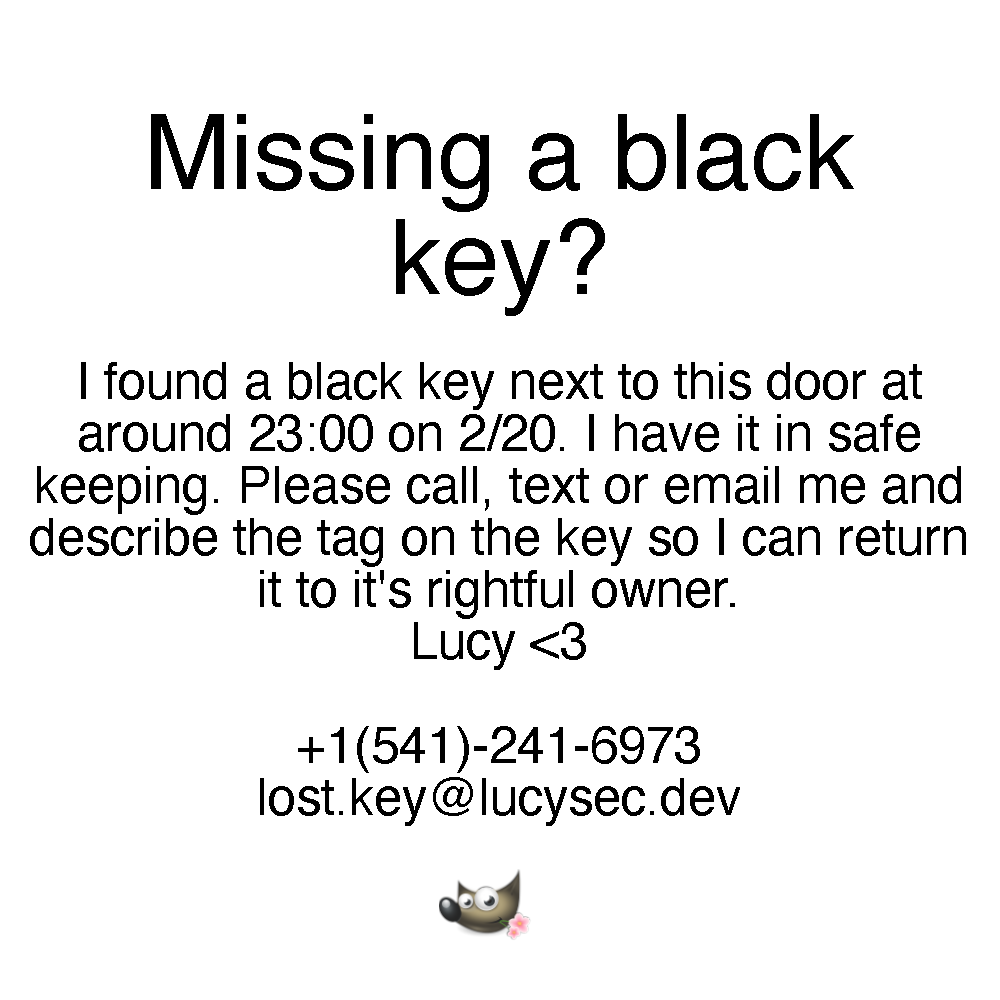 Missing a black
key?
I found a black key next to this door at
around 23:00 on 2/20. I have it in safe
keeping. Please call, text or email me and
describe the tag on the key so I can return
it to it's rightful owner.
Lucy <3
+1(541)-241-6973
lost.key@lucysec.dev